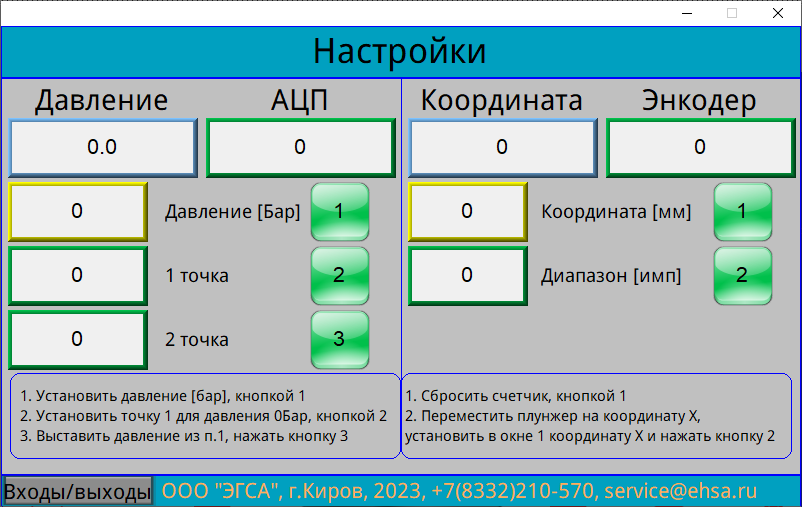 Настройки
Давление АЦП Координата Энкодер
0.0 0 0 0
0 Давление [Бар] 1 0 Координата [мм] 1
0 1 точка 2 0 Диапазон [имп] 2
0 2 точка 3
1. Установить давление [бар], кнопкой 1
2. Установить точку 1 для давления 0Бар, кнопкой 2
3. Выставить давление из п.1, нажать кнопку 3
1. Сбросить счетчик, кнопкой 1
2. Переместить плунжер на координату X,
установить в окне 1 координату X и нажать кнопку 2
Входы/выходы ООО "ЭГСА", г.Киров, 2023, +7(8332)210-570, service@ehsa.ru